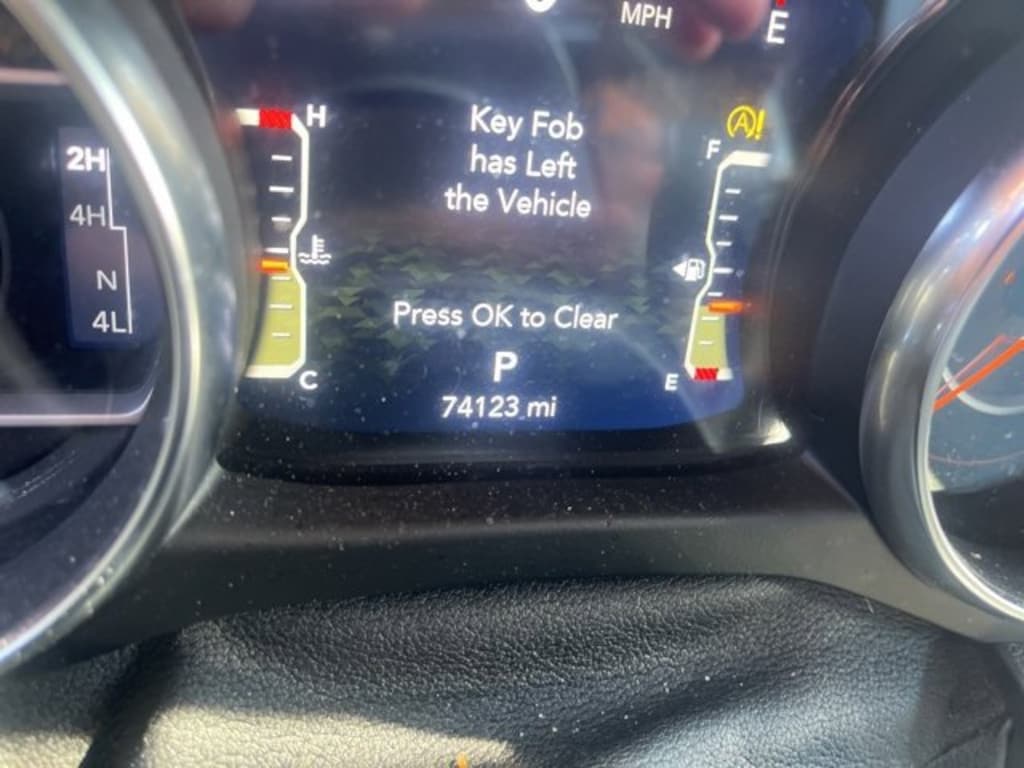 MPH
E
H
Key Fob
has Left
the Vehicle
A!
F
2H
4H
N
4L
Press OK to Clear
P
C
E
74123 mi